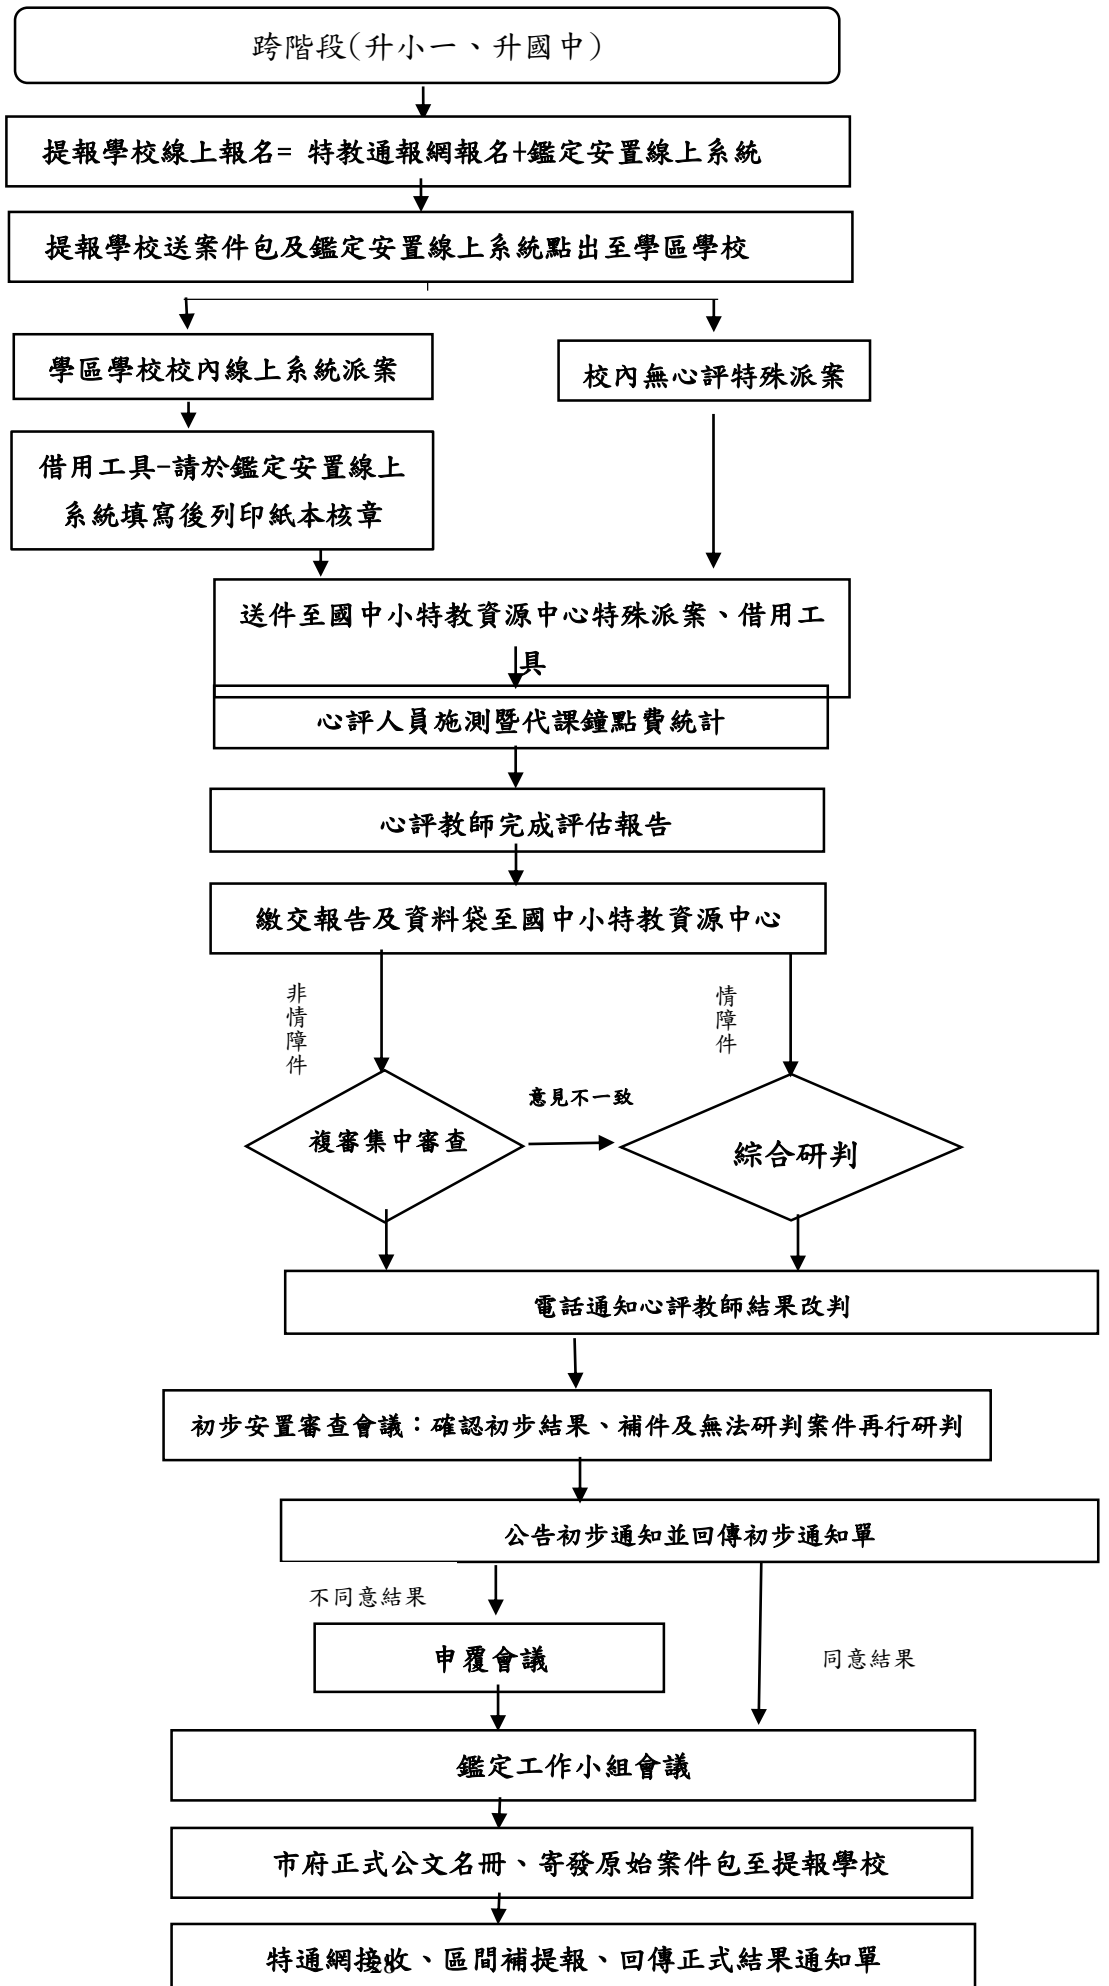 跨階段(升小一、升國中)
提報學校線上報名= 特教通報網報名+鑑定安置線上系統
提報學校送案件包及鑑定安置線上系統點出至學區學校
學區學校校內線上系統派案
校內無心評特殊派案
借用工具-請於鑑定安置線上
系統填寫後列印紙本核章
送件至國中小特教資源中心特殊派案、借用工
具
心評人員施測暨代課鐘點費統計
心評教師完成評估報告
繳交報告及資料袋至國中小特教資源中心
非情障件
情障件
意見不一致
複審集中審查
綜合研判
電話通知心評教師結果改判
初步安置審查會議：確認初步結果、補件及無法研判案件再行研判
公告初步通知並回傳初步通知單
不同意結果
申覆會議
同意結果
鑑定工作小組會議
市府正式公文名冊、寄發原始案件包至提報學校
特通網接收、區間補提報、回傳正式結果通知單
28